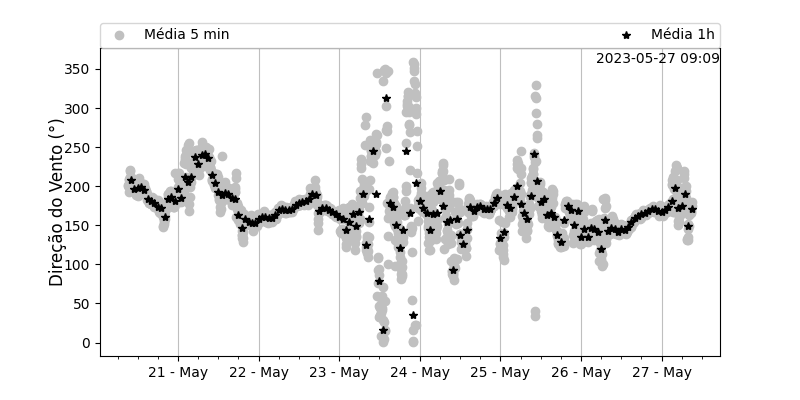 Média 5 min
Média 1h
2023-05-27 09:09
Direção do Vento (°)
350
300
250
200
150
100
50
0
21 - May
22 - May
23 - May
24 - May
25 - May
26 - May
27 - May